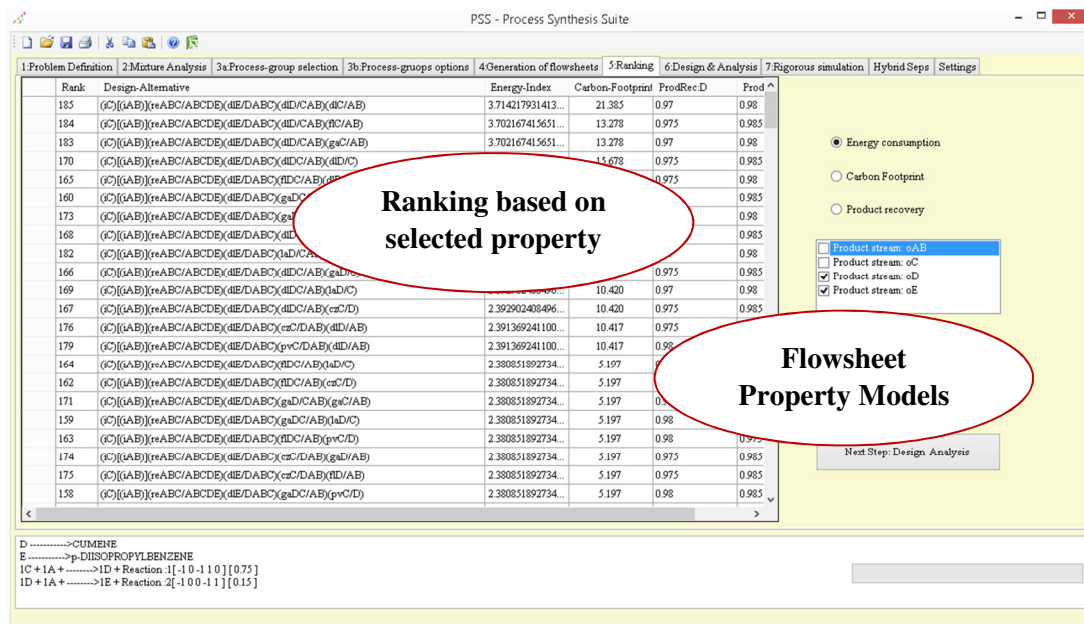 PSS - Process Synthesis Suite
1:Problem Definition 2:Mixture Analysis 3a:Process-group selection 3b:Process-gruops options 4:Generation of flowsheets 5:Ranking 6:Design & Analysis 7:Rigorous simulation Hybrid Seps Settings
Rank Design-Alternative Energy-Index Carbon-Footprint ProdRec:D Prod
185 (iC)[(iAB)](reABC/ABCDE)(dlE/DABC)(dlD/CAB)(dlC/AB) 3.714217931413... 21.385 0.97 0.98
184 (iC)[(iAB)](reABC/ABCDE)(dlE/DABC)(dlD/CAB)(flC/AB) 3.702167415651... 13.278 0.975 0.985
183 (iC)[(iAB)](reABC/ABCDE)(dlE/DABC)(dlD/CAB)(gaC/AB) 3.702167415651... 13.278 0.97 0.98
170 (iC)[(iAB)](reABC/ABCDE)(dlE/DABC)(dlDC/AB)(dlD/C) 15.678 0.975 0.985
165 (iC)[(iAB)](reABC/ABCDE)(dlE/DABC)(flDC/AB) 0.975 0.98
160 (iC)[(iAB)](reABC/ABCDE)(dlE/DABC) 0.985
173 (iC)[(iAB)](reABC/ABCDE)(dlE/DABC) 0.98
168 (iC)[(iAB)](reABC/ABCDE)(dlE/DABC) 0.985
182 (iC)[(iAB)](reABC/ABCDE)(dlE/DABC) 0.98
166 (iC)[(iAB)](reABC/ABCDE)(dlE/DABC)(dlDC/AB) 0.975 0.985
169 (iC)[(iAB)](reABC/ABCDE)(dlE/DABC)(dlDC/AB)(laD/C) 10.420 0.97 0.98
167 (iC)[(iAB)](reABC/ABCDE)(dlE/DABC)(dlDC/AB)(czC/D) 2.392902408496... 10.420 0.975 0.985
176 (iC)[(iAB)](reABC/ABCDE)(dlE/DABC)(czC/DAB)(dlD/AB) 2.391369241100... 10.417 0.975
179 (iC)[(iAB)](reABC/ABCDE)(dlE/DABC)(pvC/DAB)(dlD/AB) 2.391369241100... 10.417 0.98
164 (iC)[(iAB)](reABC/ABCDE)(dlE/DABC)(flDC/AB)(laD/C) 2.380851892734... 5.197
162 (iC)[(iAB)](reABC/ABCDE)(dlE/DABC)(flDC/AB)(czC/D) 2.380851892734... 5.197
171 (iC)[(iAB)](reABC/ABCDE)(dlE/DABC)(gaD/CAB)(gaC/AB) 2.380851892734... 5.197
159 (iC)[(iAB)](reABC/ABCDE)(dlE/DABC)(gaDC/AB)(laD/C) 2.380851892734... 5.197 0.98
163 (iC)[(iAB)](reABC/ABCDE)(dlE/DABC)(flDC/AB)(pvC/D) 2.380851892734... 5.197 0.98 0.975
174 (iC)[(iAB)](reABC/ABCDE)(dlE/DABC)(czC/DAB)(gaD/AB) 2.380851892734... 5.197 0.975 0.985
175 (iC)[(iAB)](reABC/ABCDE)(dlE/DABC)(czC/DAB)(flD/AB) 2.380851892734... 5.197 0.975 0.985
158 (iC)[(iAB)](reABC/ABCDE)(dlE/DABC)(gaDC/AB)(pvC/D) 2.380851892734... 5.197 0.98 0.985
Ranking based on
selected property
Energy consumption
Carbon Footprint
Product recovery
Product stream: oAB
Product stream: oC
Product stream: oD
Product stream: oE
Flowsheet
Property Models
Next Step: Design Analysis
D ----------->CUMENE
E ----------->p-DIISOPROPYLBENZENE
1C + 1A + -------->1D + Reaction :1[ -1 0 -1 1 0 ] [ 0.75 ]
1D + 1A + -------->1E + Reaction :2[ -1 0 0 -1 1 ] [ 0.15 ]